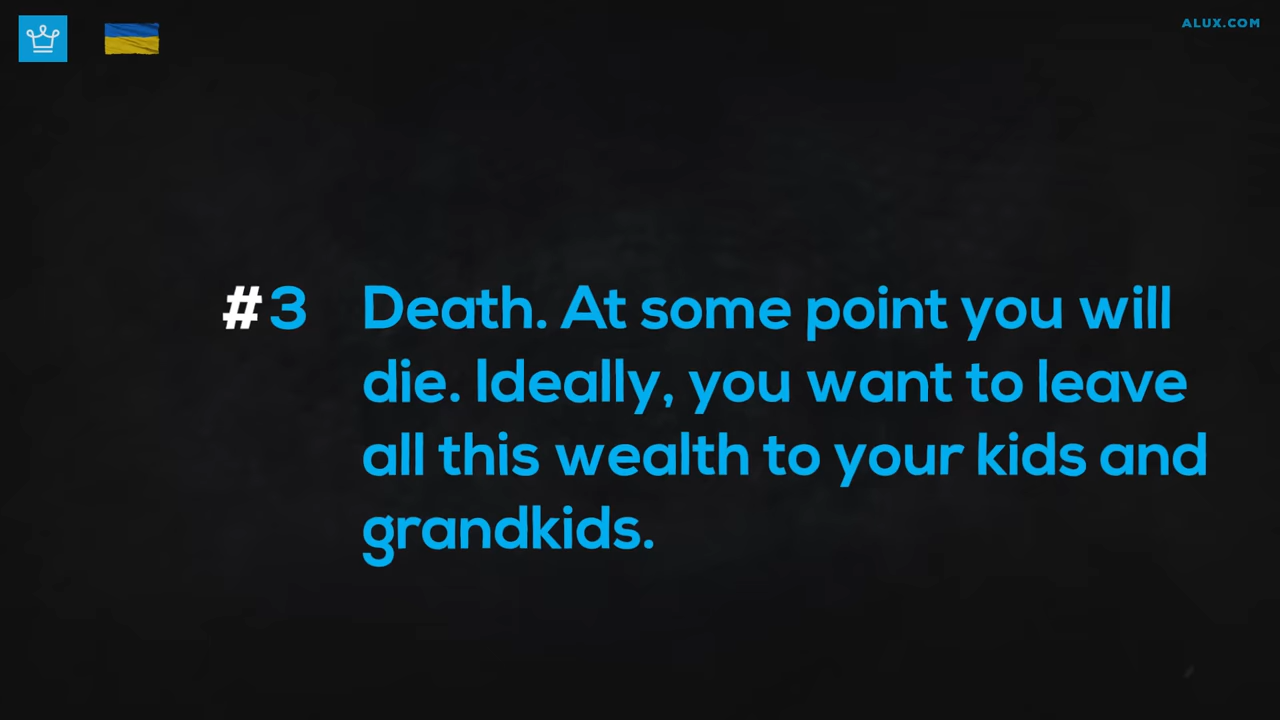 ALUX.COM
#3 Death. At some point you will
die. Ideally, you want to leave
all this wealth to your kids and
grandkids.